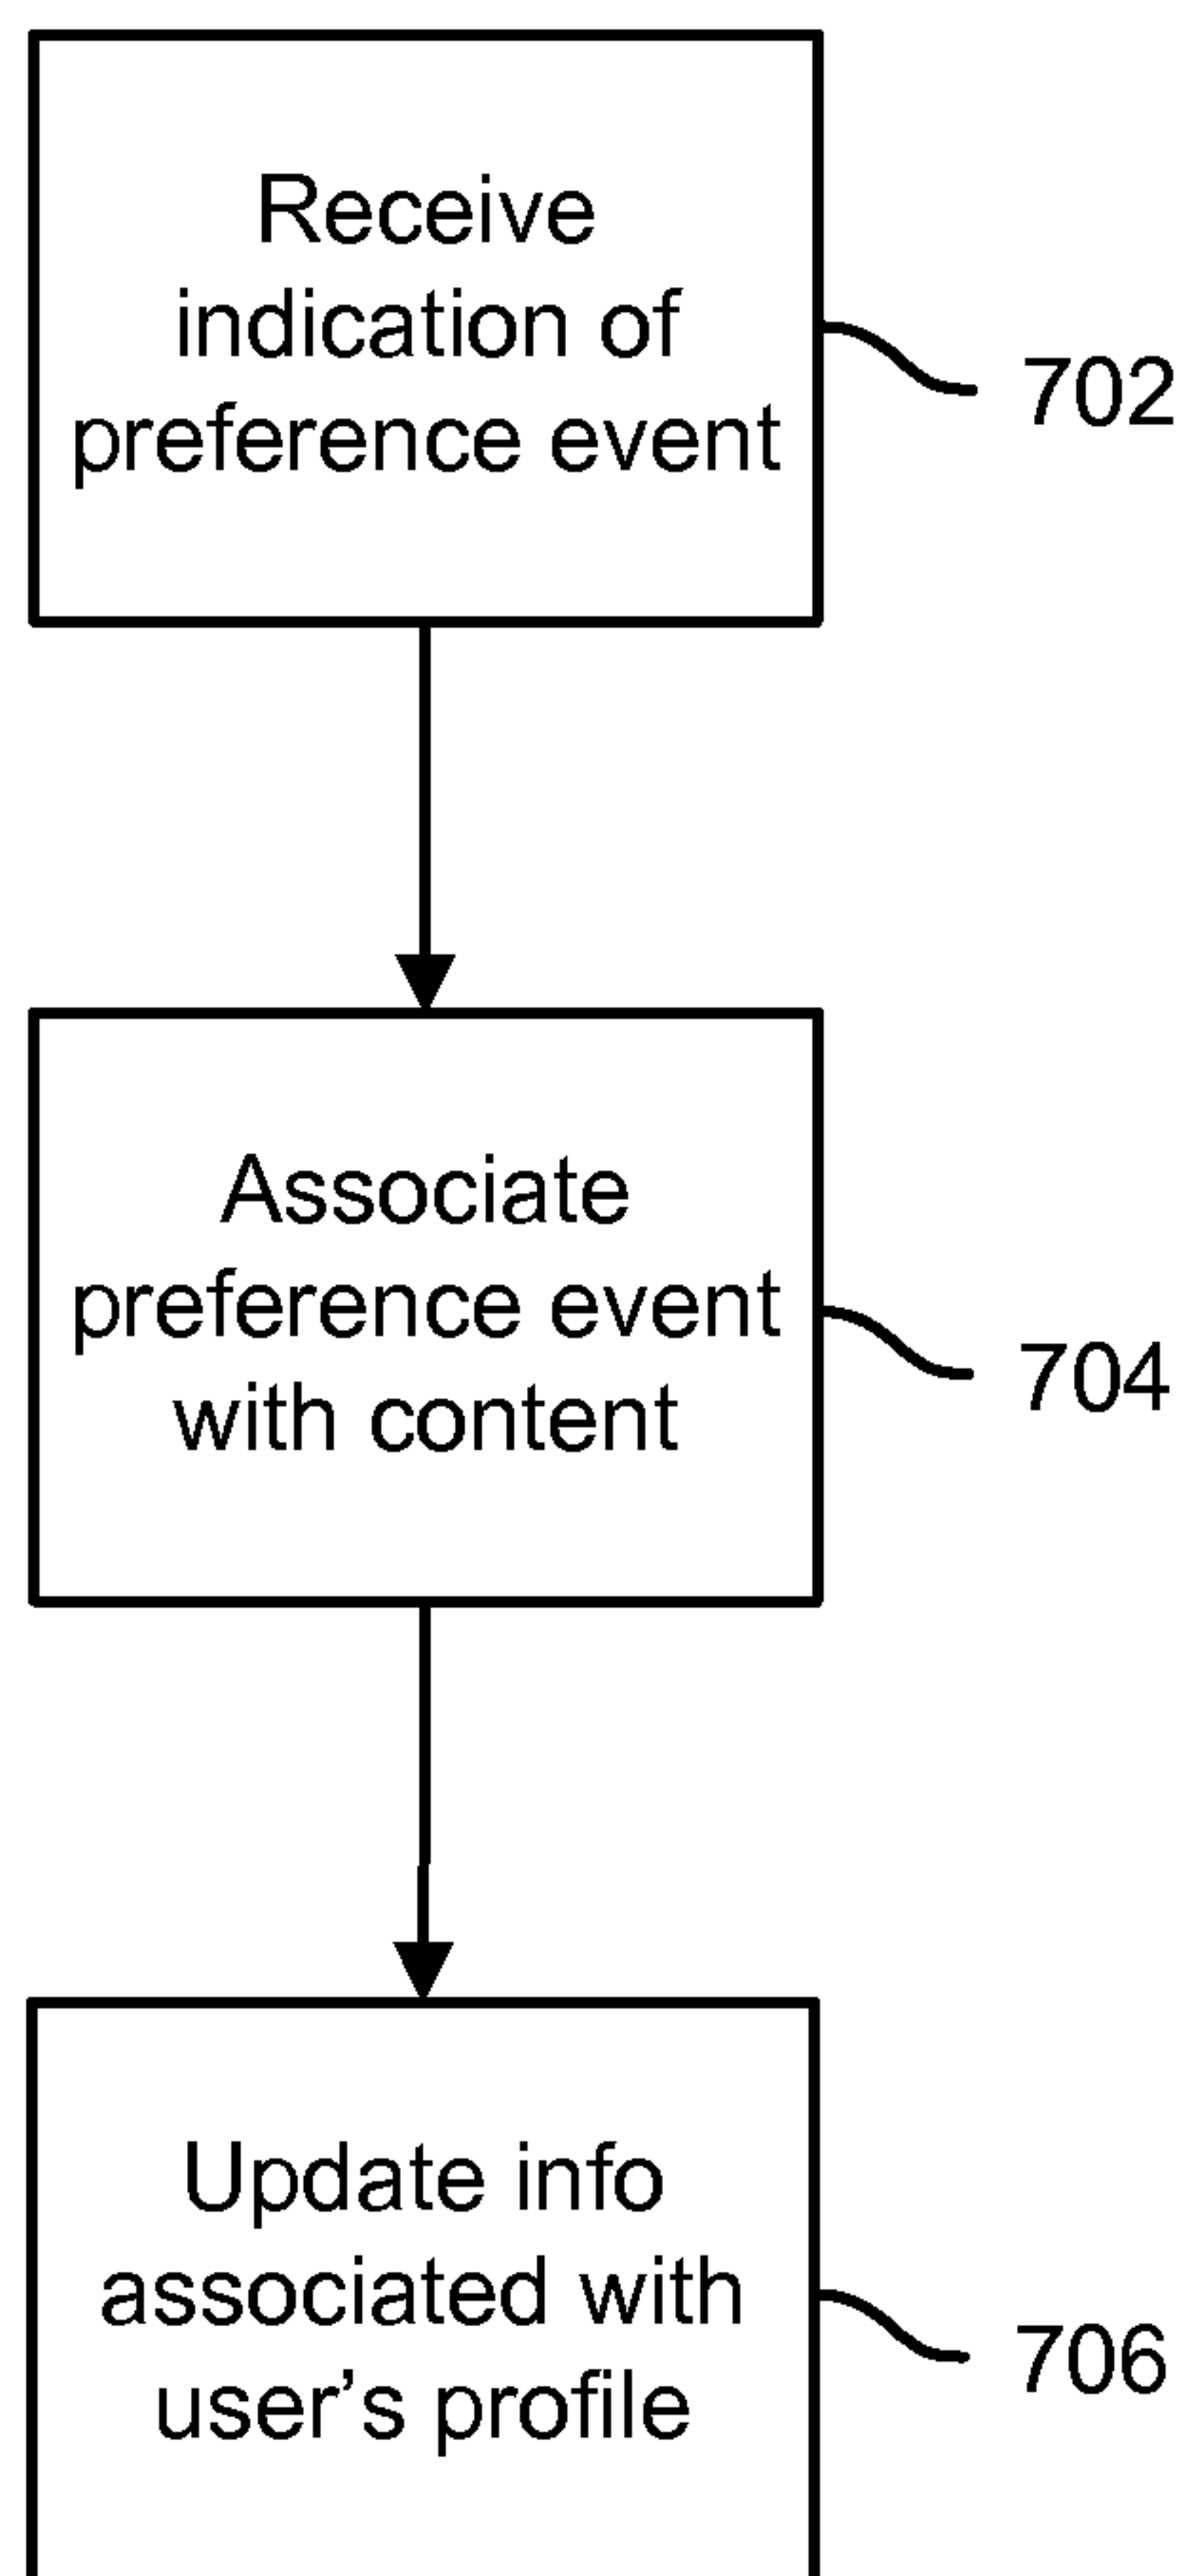 Receive
indication of
preference event
702
Associate
preference event
with content
704
Update info
associated with
user’s profile
706